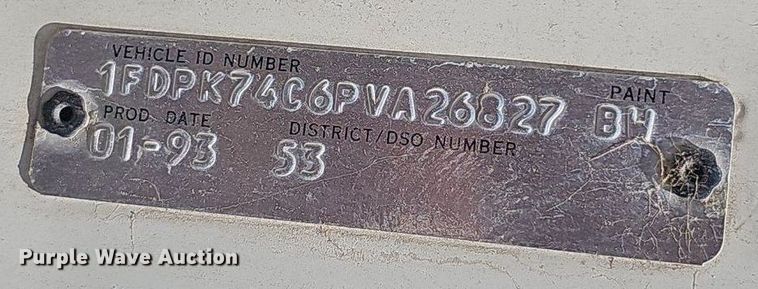 VEHICLE ID NUMBER
1FDPK74C6PVA26827
PAINT
B4
PROD. DATE
01-93
DISTRICT/DSO NUMBER
53
Purple Wave Auction